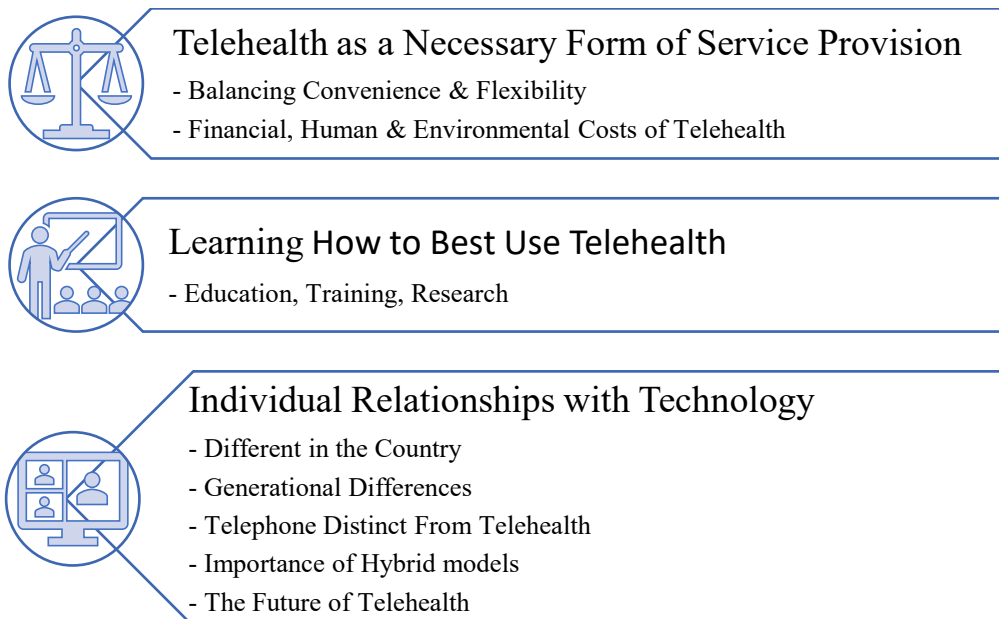 Telehealth as a Necessary Form of Service Provision
- Balancing Convenience & Flexibility
- Financial, Human & Environmental Costs of Telehealth
Learning How to Best Use Telehealth
- Education, Training, Research
Individual Relationships with Technology
- Different in the Country
- Generational Differences
- Telephone Distinct From Telehealth
- Importance of Hybrid models
- The Future of Telehealth